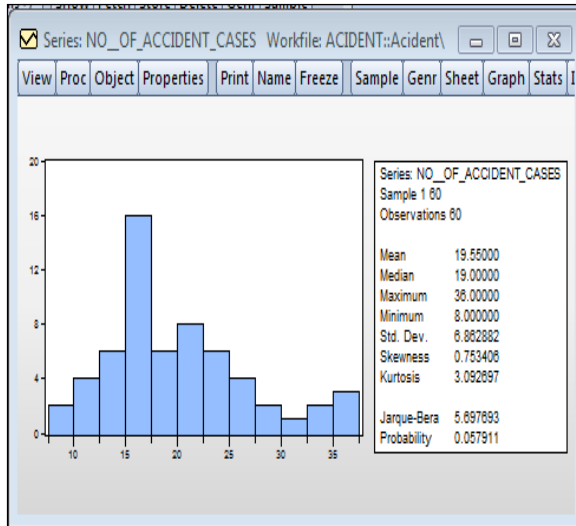 Series: NO__OF_ACCIDENT_CASES Workfile: ACIDENT::Acident\
View Proc Object Properties Print Name Freeze Sample Genr Sheet Graph Stats I
20
16
12
8
4
0
10 15 20 25 30 35
Series: NO__OF_ACCIDENT_CASES
Sample 1 60
Observations 60
Mean 19.55000
Median 19.00000
Maximum 36.00000
Minimum 8.000000
Std. Dev. 6.862882
Skewness 0.753406
Kurtosis 3.092697
Jarque-Bera 5.697693
Probability 0.057911